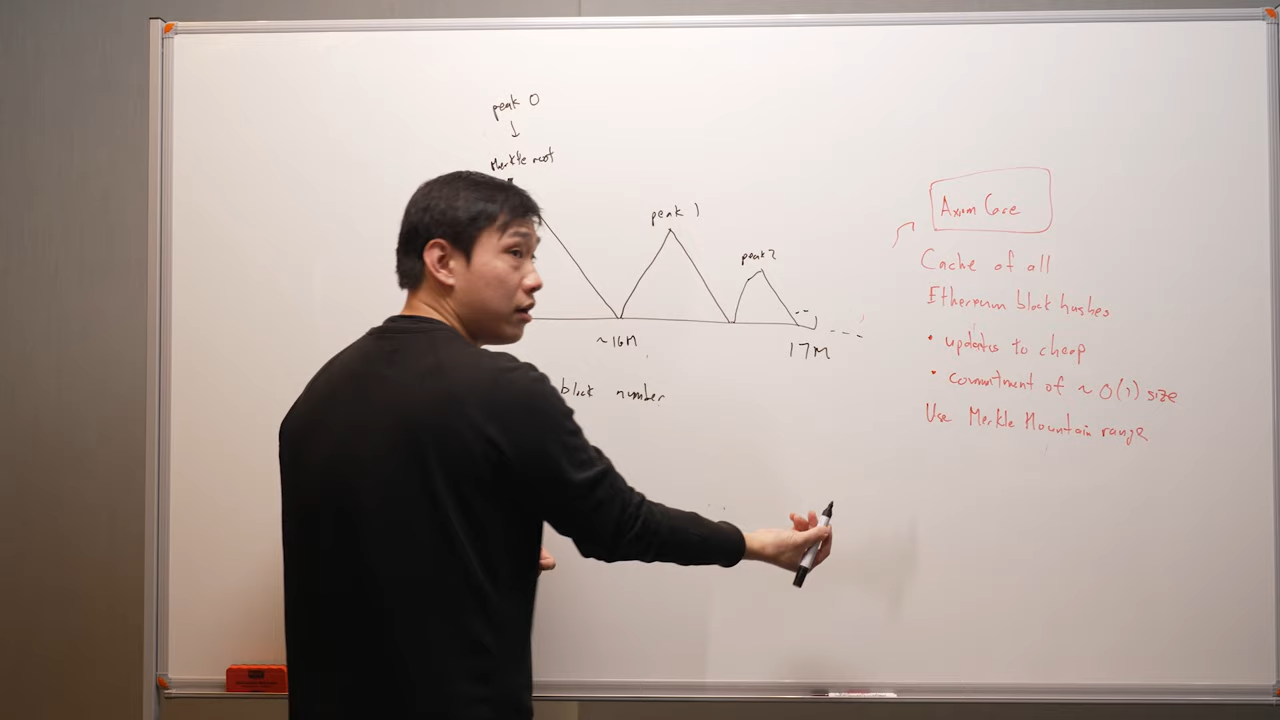 peak 0
Merkle root
peak 1
peak 2
~16M
17M
block number
Axiom Core
Cache of all
Ethereum block hashes
• updates to cheap
• commitment of ~ O(1) size
Use Merkle Mountain range